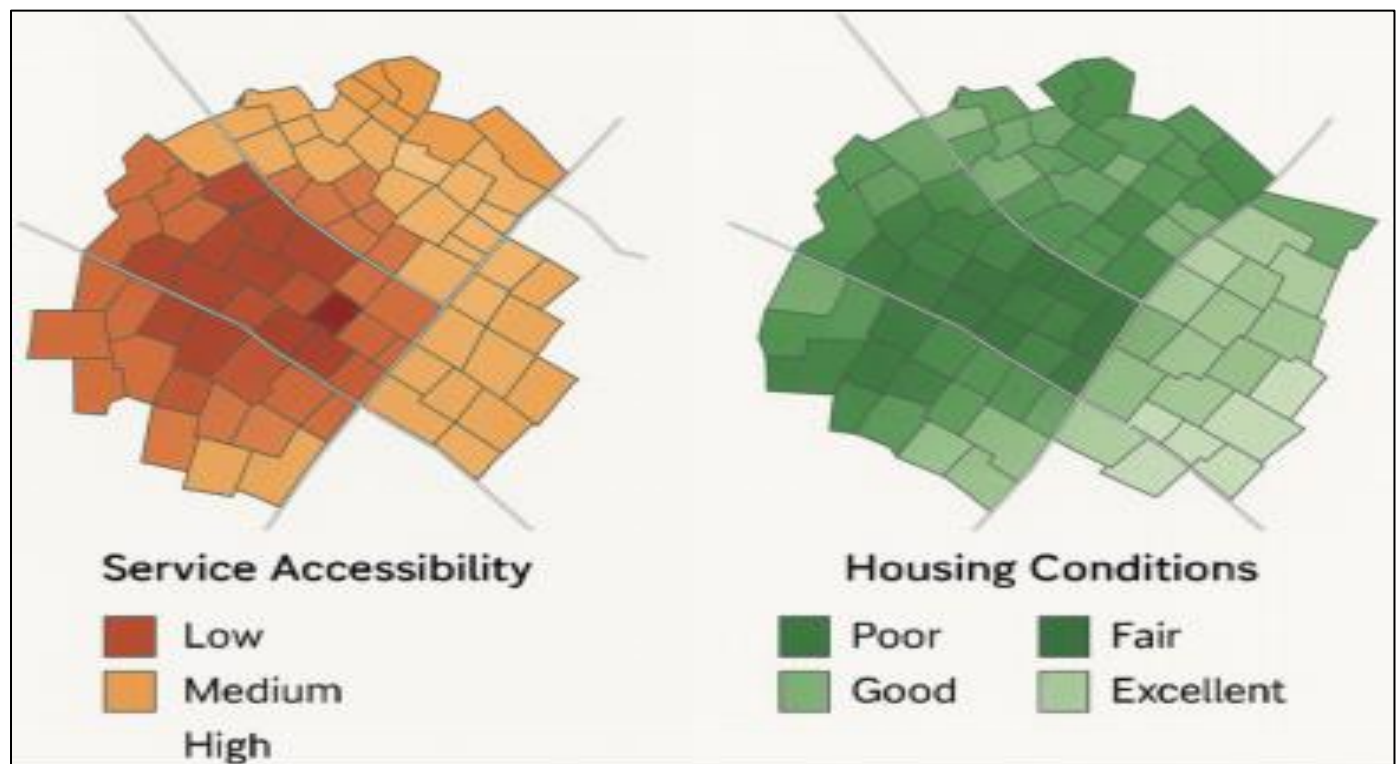 Service Accessibility
Low
Medium
High
Housing Conditions
Poor
Fair
Good
Excellent